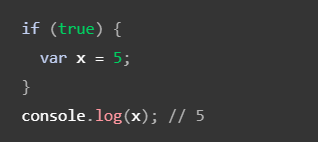 if (true) {
  var x = 5;
}
console.log(x); // 5